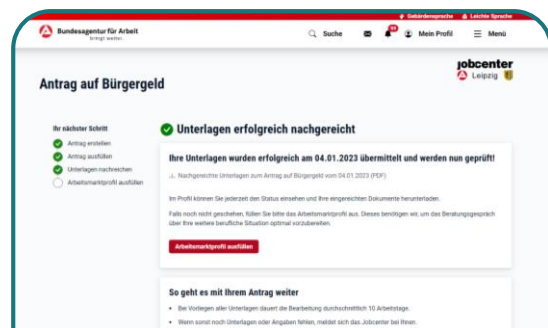 Gebärdensprache Leichte Sprache
Bundesagentur für Arbeit
bringt weiter.
Suche Mein Profil Menü
jobcenter
Leipzig
Antrag auf Bürgergeld
Ihr nächster Schritt
Antrag erstellen
Antrag ausfüllen
Unterlagen nachreichen
Arbeitsmarktprofil ausfüllen
Unterlagen erfolgreich nachgereicht
Ihre Unterlagen wurden erfolgreich am 04.01.2023 übermittelt und werden nun geprüft!
Nachgereichte Unterlagen zum Antrag auf Bürgergeld vom 04.01.2023 (PDF)
Im Profil können Sie jederzeit den Status einsehen und Ihre eingereichten Dokumente herunterladen.
Falls noch nicht geschehen, füllen Sie bitte das Arbeitsmarktprofil aus. Dieses benötigen wir, um das Beratungsgespräch
über Ihre weitere berufliche Situation optimal vorzubereiten.
Arbeitsmarktprofil ausfüllen
So geht es mit Ihrem Antrag weiter
Bei Vorliegen aller Unterlagen dauert die Bearbeitung durchschnittlich 10 Arbeitstage.
Wenn sonst noch Unterlagen oder Angaben fehlen, meldet sich das Jobcenter bei Ihnen.